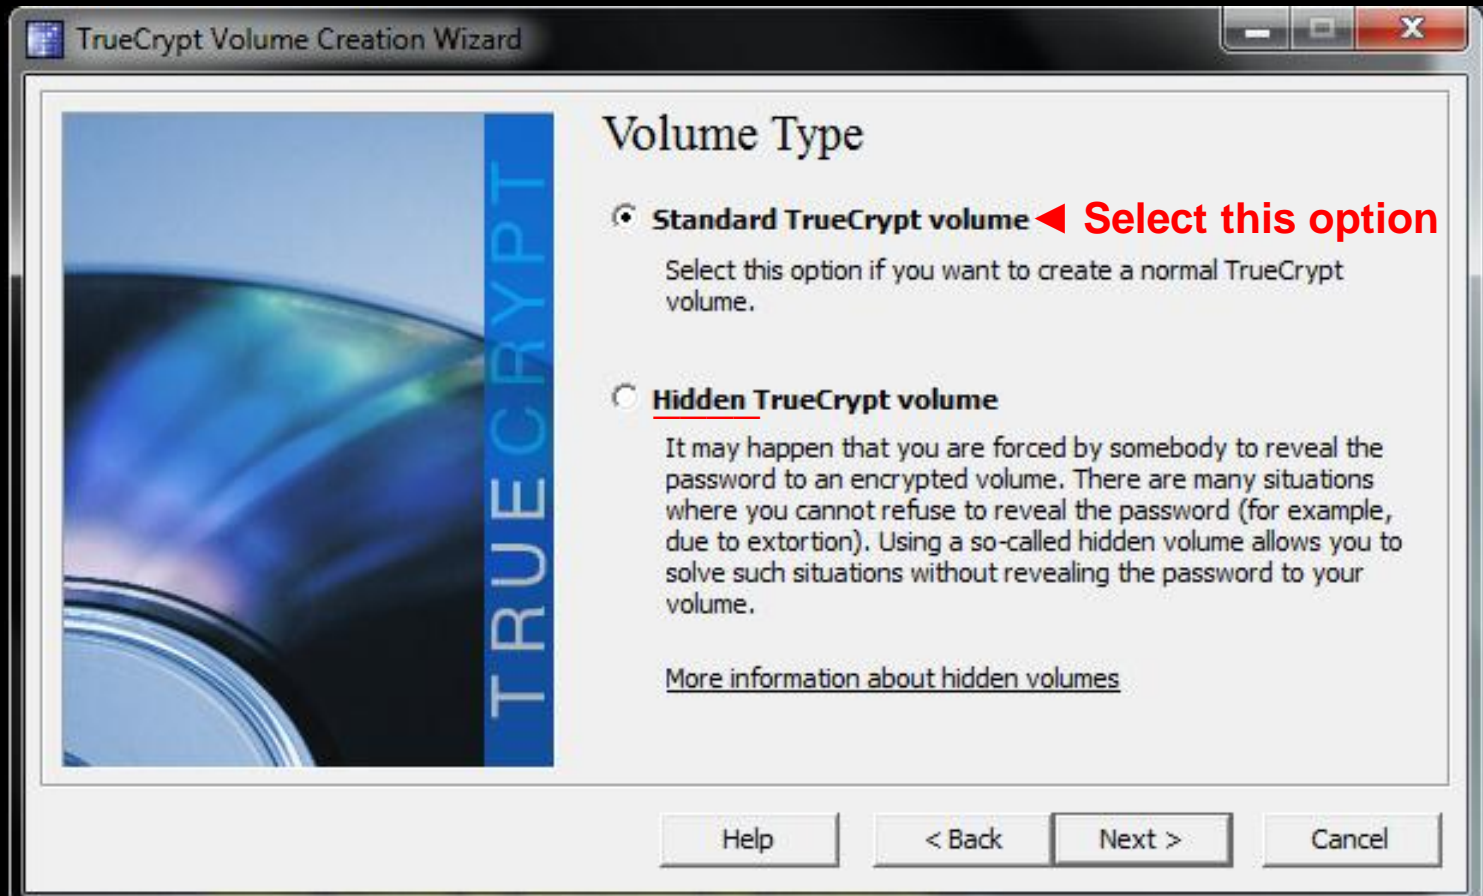 TrueCrypt Volume Creation Wizard
TRUECRYPT
Volume Type
Standard TrueCrypt volume ◄ Select this option
Select this option if you want to create a normal TrueCrypt
volume.
Hidden TrueCrypt volume
It may happen that you are forced by somebody to reveal the
password to an encrypted volume. There are many situations
where you cannot refuse to reveal the password (for example,
due to extortion). Using a so-called hidden volume allows you to
solve such situations without revealing the password to your
volume.
More information about hidden volumes
Help < Back Next > Cancel